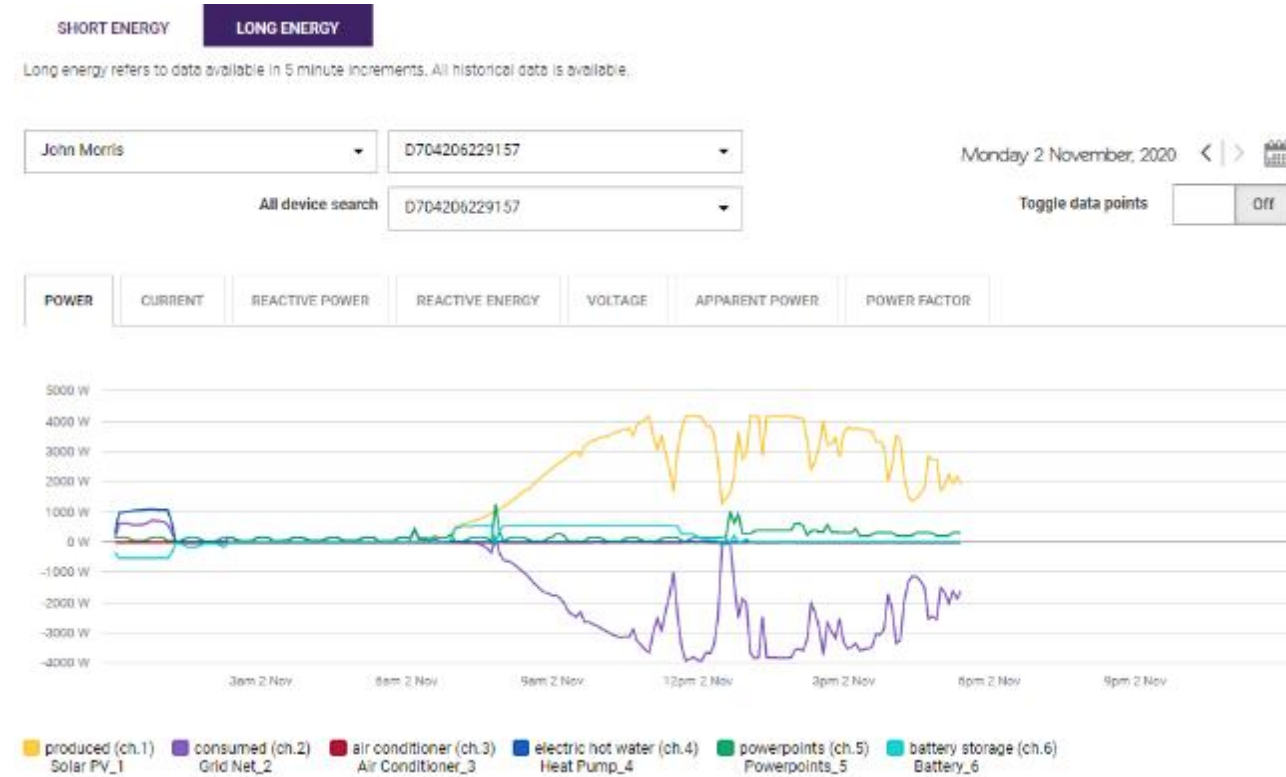 SHORT ENERGY LONG ENERGY
Long energy refers to data available in 5 minute increments. All historical data is available.
John Morris D704206229157 Monday 2 November, 2020
All device search D704206229157 Toggle data points Off
POWER CURRENT REACTIVE POWER REACTIVE ENERGY VOLTAGE APPARENT POWER POWER FACTOR
5000 W
4000 W
3000 W
2000 W
1000 W
0 W
-1000 W
-2000 W
-3000 W
-4000 W
3am 2 Nov 6am 2 Nov 9am 2 Nov 12pm 2 Nov 3pm 2 Nov 6pm 2 Nov 9pm 2 Nov
produced (ch.1) consumed (ch.2) air conditioner (ch.3) electric hot water (ch.4) powerpoints (ch.5) battery storage (ch.6)
Solar PV_1 Grid Net_2 Air Conditioner_3 Heat Pump_4 Powerpoints_5 Battery_6